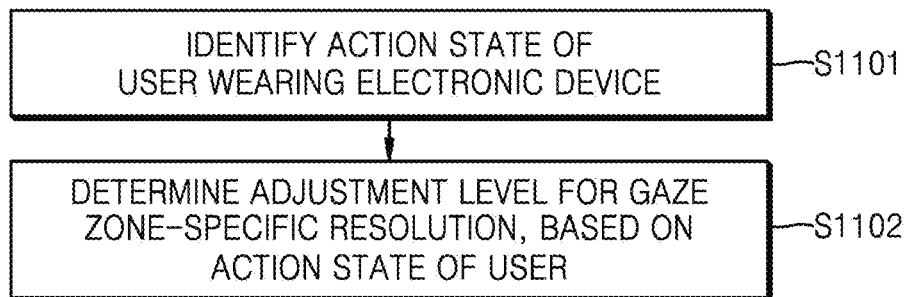 IDENTIFY ACTION STATE OF
USER WEARING ELECTRONIC DEVICE
S1101
DETERMINE ADJUSTMENT LEVEL FOR GAZE
ZONE-SPECIFIC RESOLUTION, BASED ON
ACTION STATE OF USER
S1102